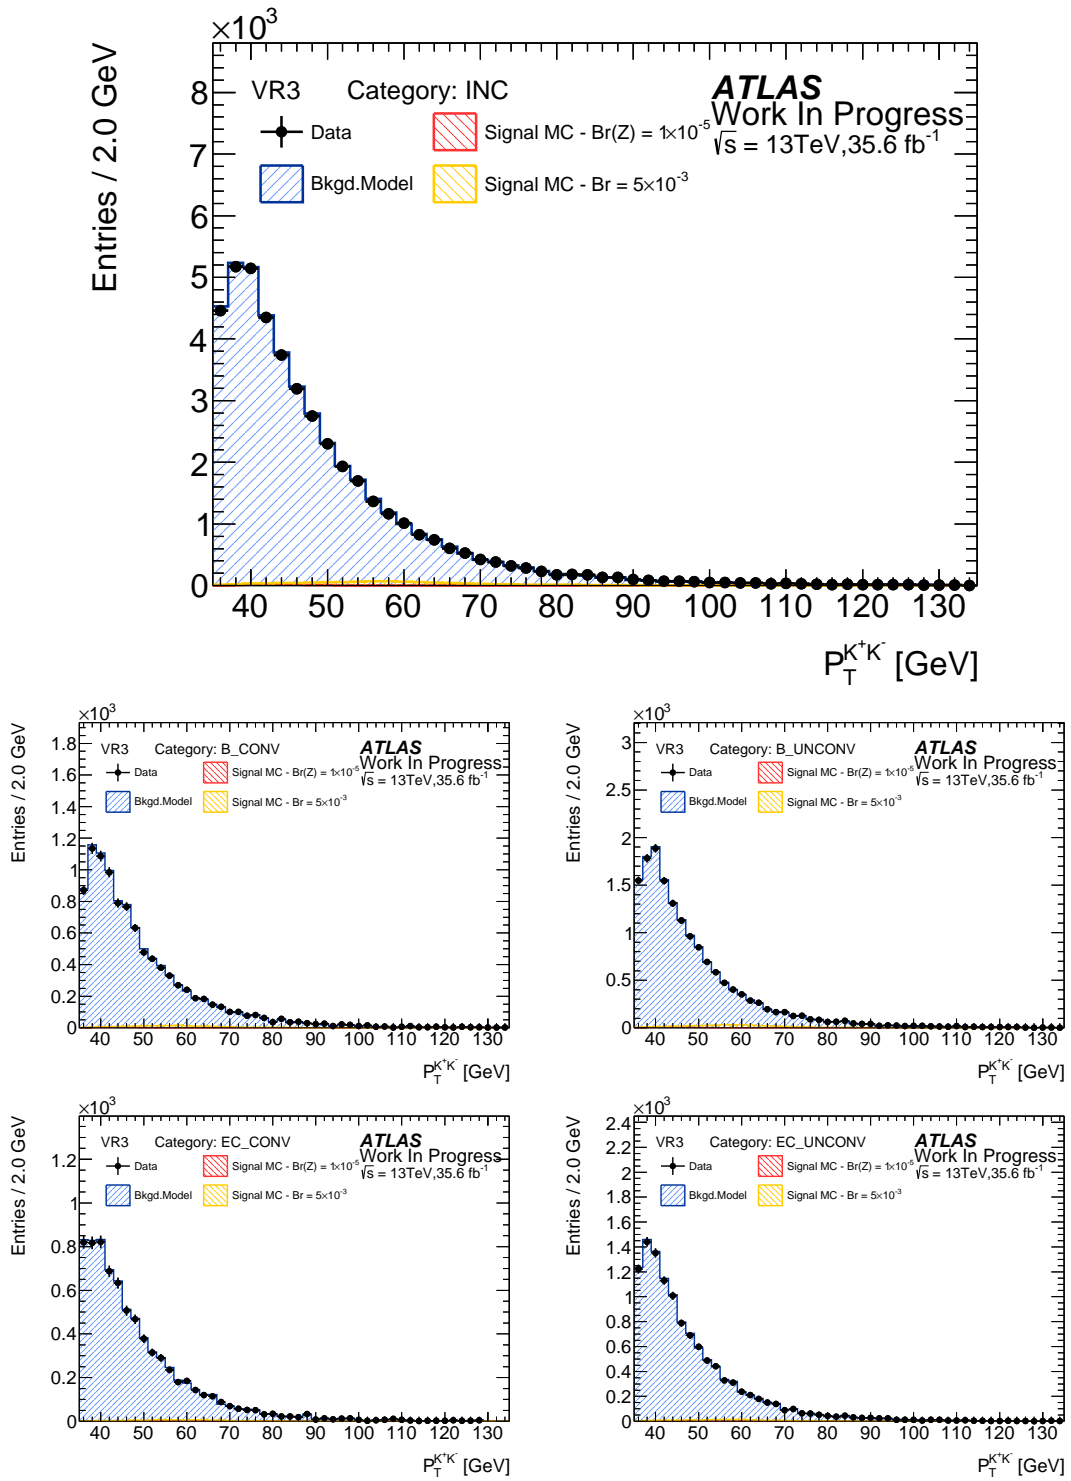 ×10³
Entries / 2.0 GeV
VR3 Category: INC
ATLAS
Work In Progress
√s = 13TeV,35.6 fb⁻¹
Data
Bkgd.Model
Signal MC - Br(Z) = 1×10⁻⁵
Signal MC - Br = 5×10⁻³
8
7
6
5
4
3
2
1
0
40 50 60 70 80 90 100 110 120 130
P_T^{K⁺K⁻} [GeV]
×10³
Entries / 2.0 GeV
VR3 Category: B_CONV
ATLAS
Work In Progress
√s = 13TeV,35.6 fb⁻¹
Data
Bkgd.Model
Signal MC - Br(Z) = 1×10⁻⁵
Signal MC - Br = 5×10⁻³
1.8
1.6
1.4
1.2
1
0.8
0.6
0.4
0.2
0
40 50 60 70 80 90 100 110 120 130
P_T^{K⁺K⁻} [GeV]
×10³
Entries / 2.0 GeV
VR3 Category: B_UNCONV
ATLAS
Work In Progress
√s = 13TeV,35.6 fb⁻¹
Data
Bkgd.Model
Signal MC - Br(Z) = 1×10⁻⁵
Signal MC - Br = 5×10⁻³
3
2.5
2
1.5
1
0.5
0
40 50 60 70 80 90 100 110 120 130
P_T^{K⁺K⁻} [GeV]
×10³
Entries / 2.0 GeV
VR3 Category: EC_CONV
ATLAS
Work In Progress
√s = 13TeV,35.6 fb⁻¹
Data
Bkgd.Model
Signal MC - Br(Z) = 1×10⁻⁵
Signal MC - Br = 5×10⁻³
1.2
1
0.8
0.6
0.4
0.2
0
40 50 60 70 80 90 100 110 120 130
P_T^{K⁺K⁻} [GeV]
×10³
Entries / 2.0 GeV
VR3 Category: EC_UNCONV
ATLAS
Work In Progress
√s = 13TeV,35.6 fb⁻¹
Data
Bkgd.Model
Signal MC - Br(Z) = 1×10⁻⁵
Signal MC - Br = 5×10⁻³
2.4
2.2
2
1.8
1.6
1.4
1.2
1
0.8
0.6
0.4
0.2
0
40 50 60 70 80 90 100 110 120 130
P_T^{K⁺K⁻} [GeV]